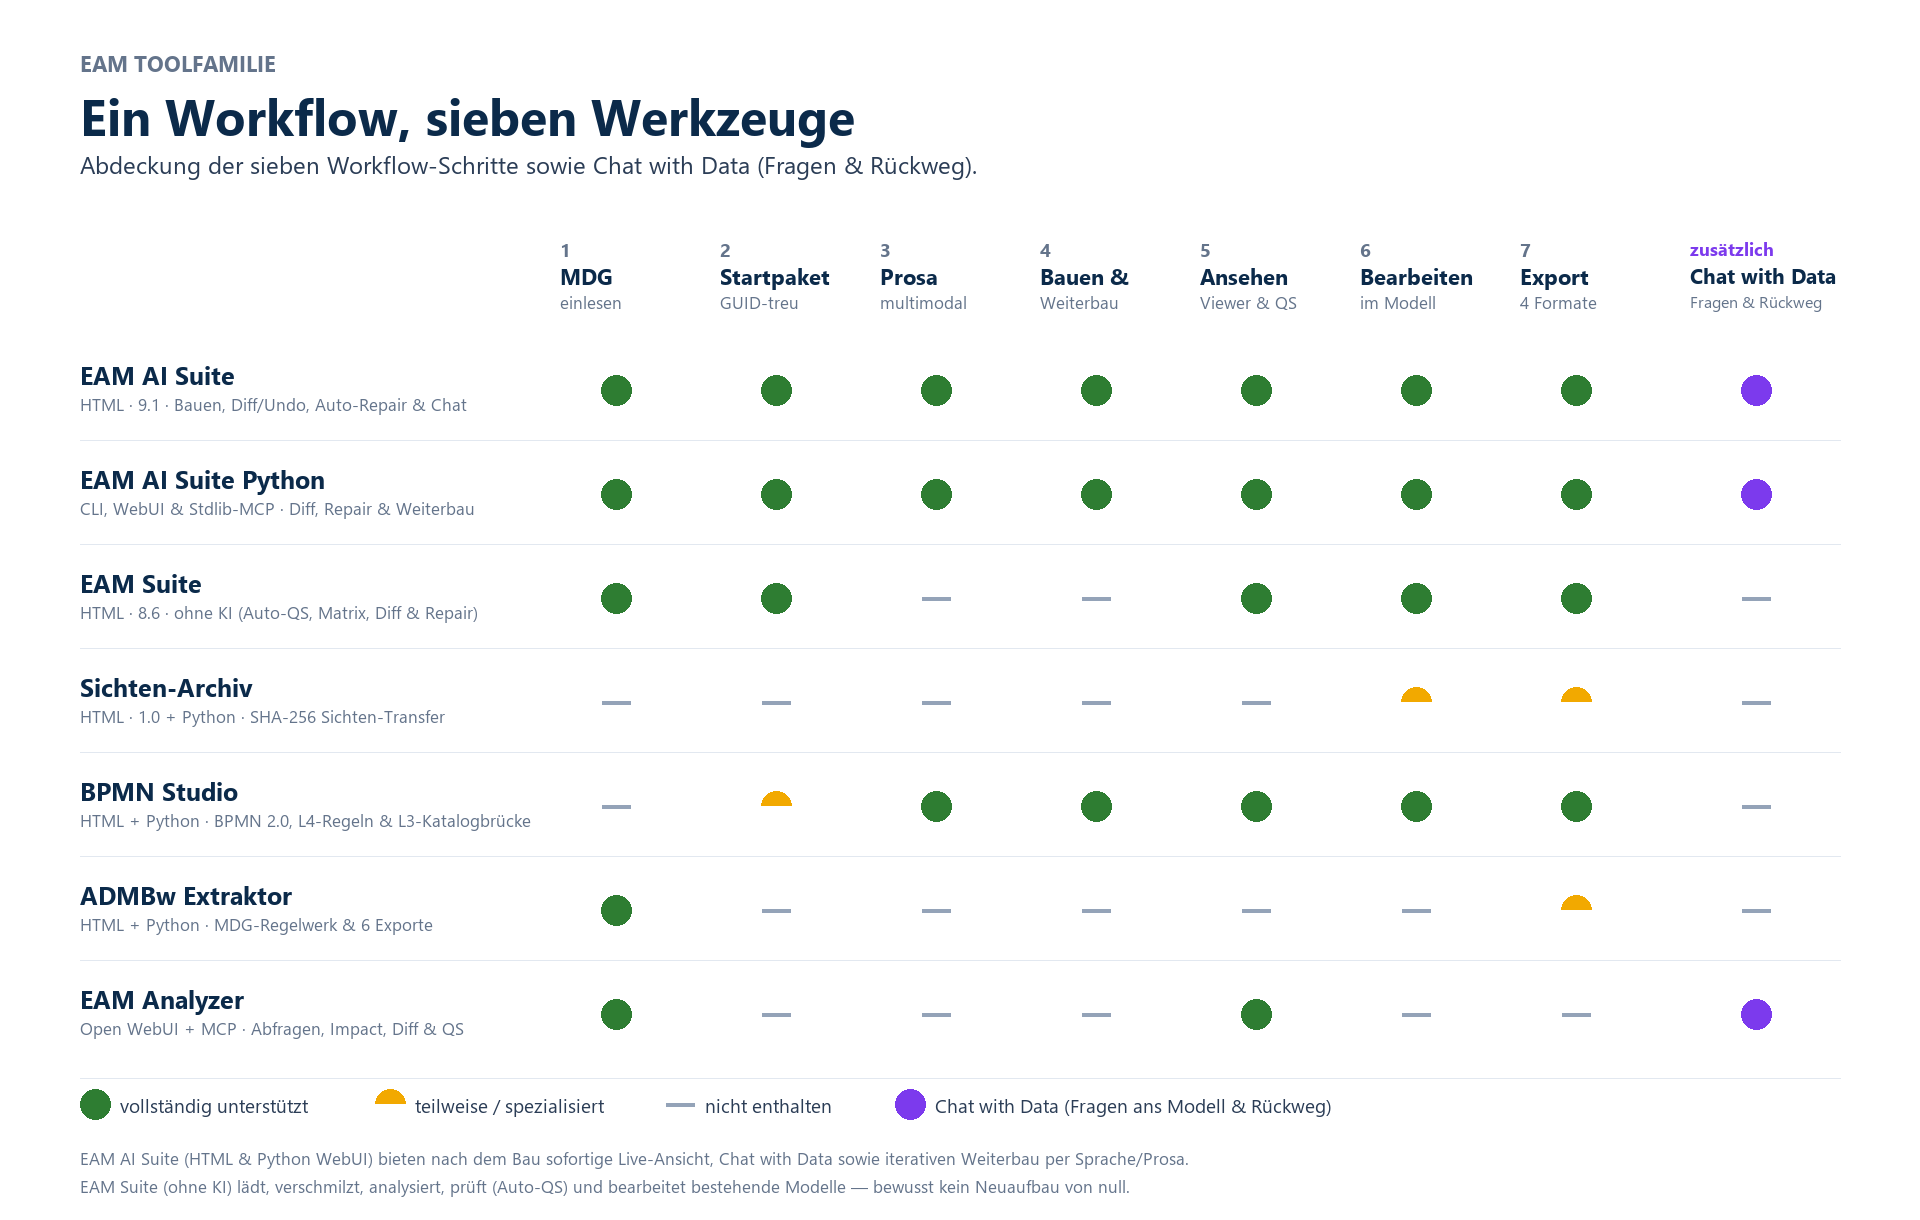 EAM TOOLFAMILIE
Ein Workflow, sieben Werkzeuge
Abdeckung der sieben Workflow-Schritte sowie Chat with Data (Fragen & Rückweg).
1 2 3 4 5 6 7 zusätzlich
MDG Startpaket Prosa Bauen & Ansehen Bearbeiten Export Chat with Data
einlesen GUID-treu multimodal Weiterbau Viewer & QS im Modell 4 Formate Fragen & Rückweg
EAM AI Suite
HTML · 9.1 · Bauen, Diff/Undo, Auto-Repair & Chat
EAM AI Suite Python
CLI, WebUI & Stdlib-MCP · Diff, Repair & Weiterbau
EAM Suite
HTML · 8.6 · ohne KI (Auto-QS, Matrix, Diff & Repair)
Sichten-Archiv
HTML · 1.0 + Python · SHA-256 Sichten-Transfer
BPMN Studio
HTML + Python · BPMN 2.0, L4-Regeln & L3-Katalogbrücke
ADMBw Extraktor
HTML + Python · MDG-Regelwerk & 6 Exporte
EAM Analyzer
Open WebUI + MCP · Abfragen, Impact, Diff & QS
vollständig unterstützt teilweise / spezialisiert nicht enthalten Chat with Data (Fragen ans Modell & Rückweg)
EAM AI Suite (HTML & Python WebUI) bieten nach dem Bau sofortige Live-Ansicht, Chat with Data sowie iterativen Weiterbau per Sprache/Prosa.
EAM Suite (ohne KI) lädt, verschmilzt, analysiert, prüft (Auto-QS) und bearbeitet bestehende Modelle — bewusst kein Neuaufbau von null.